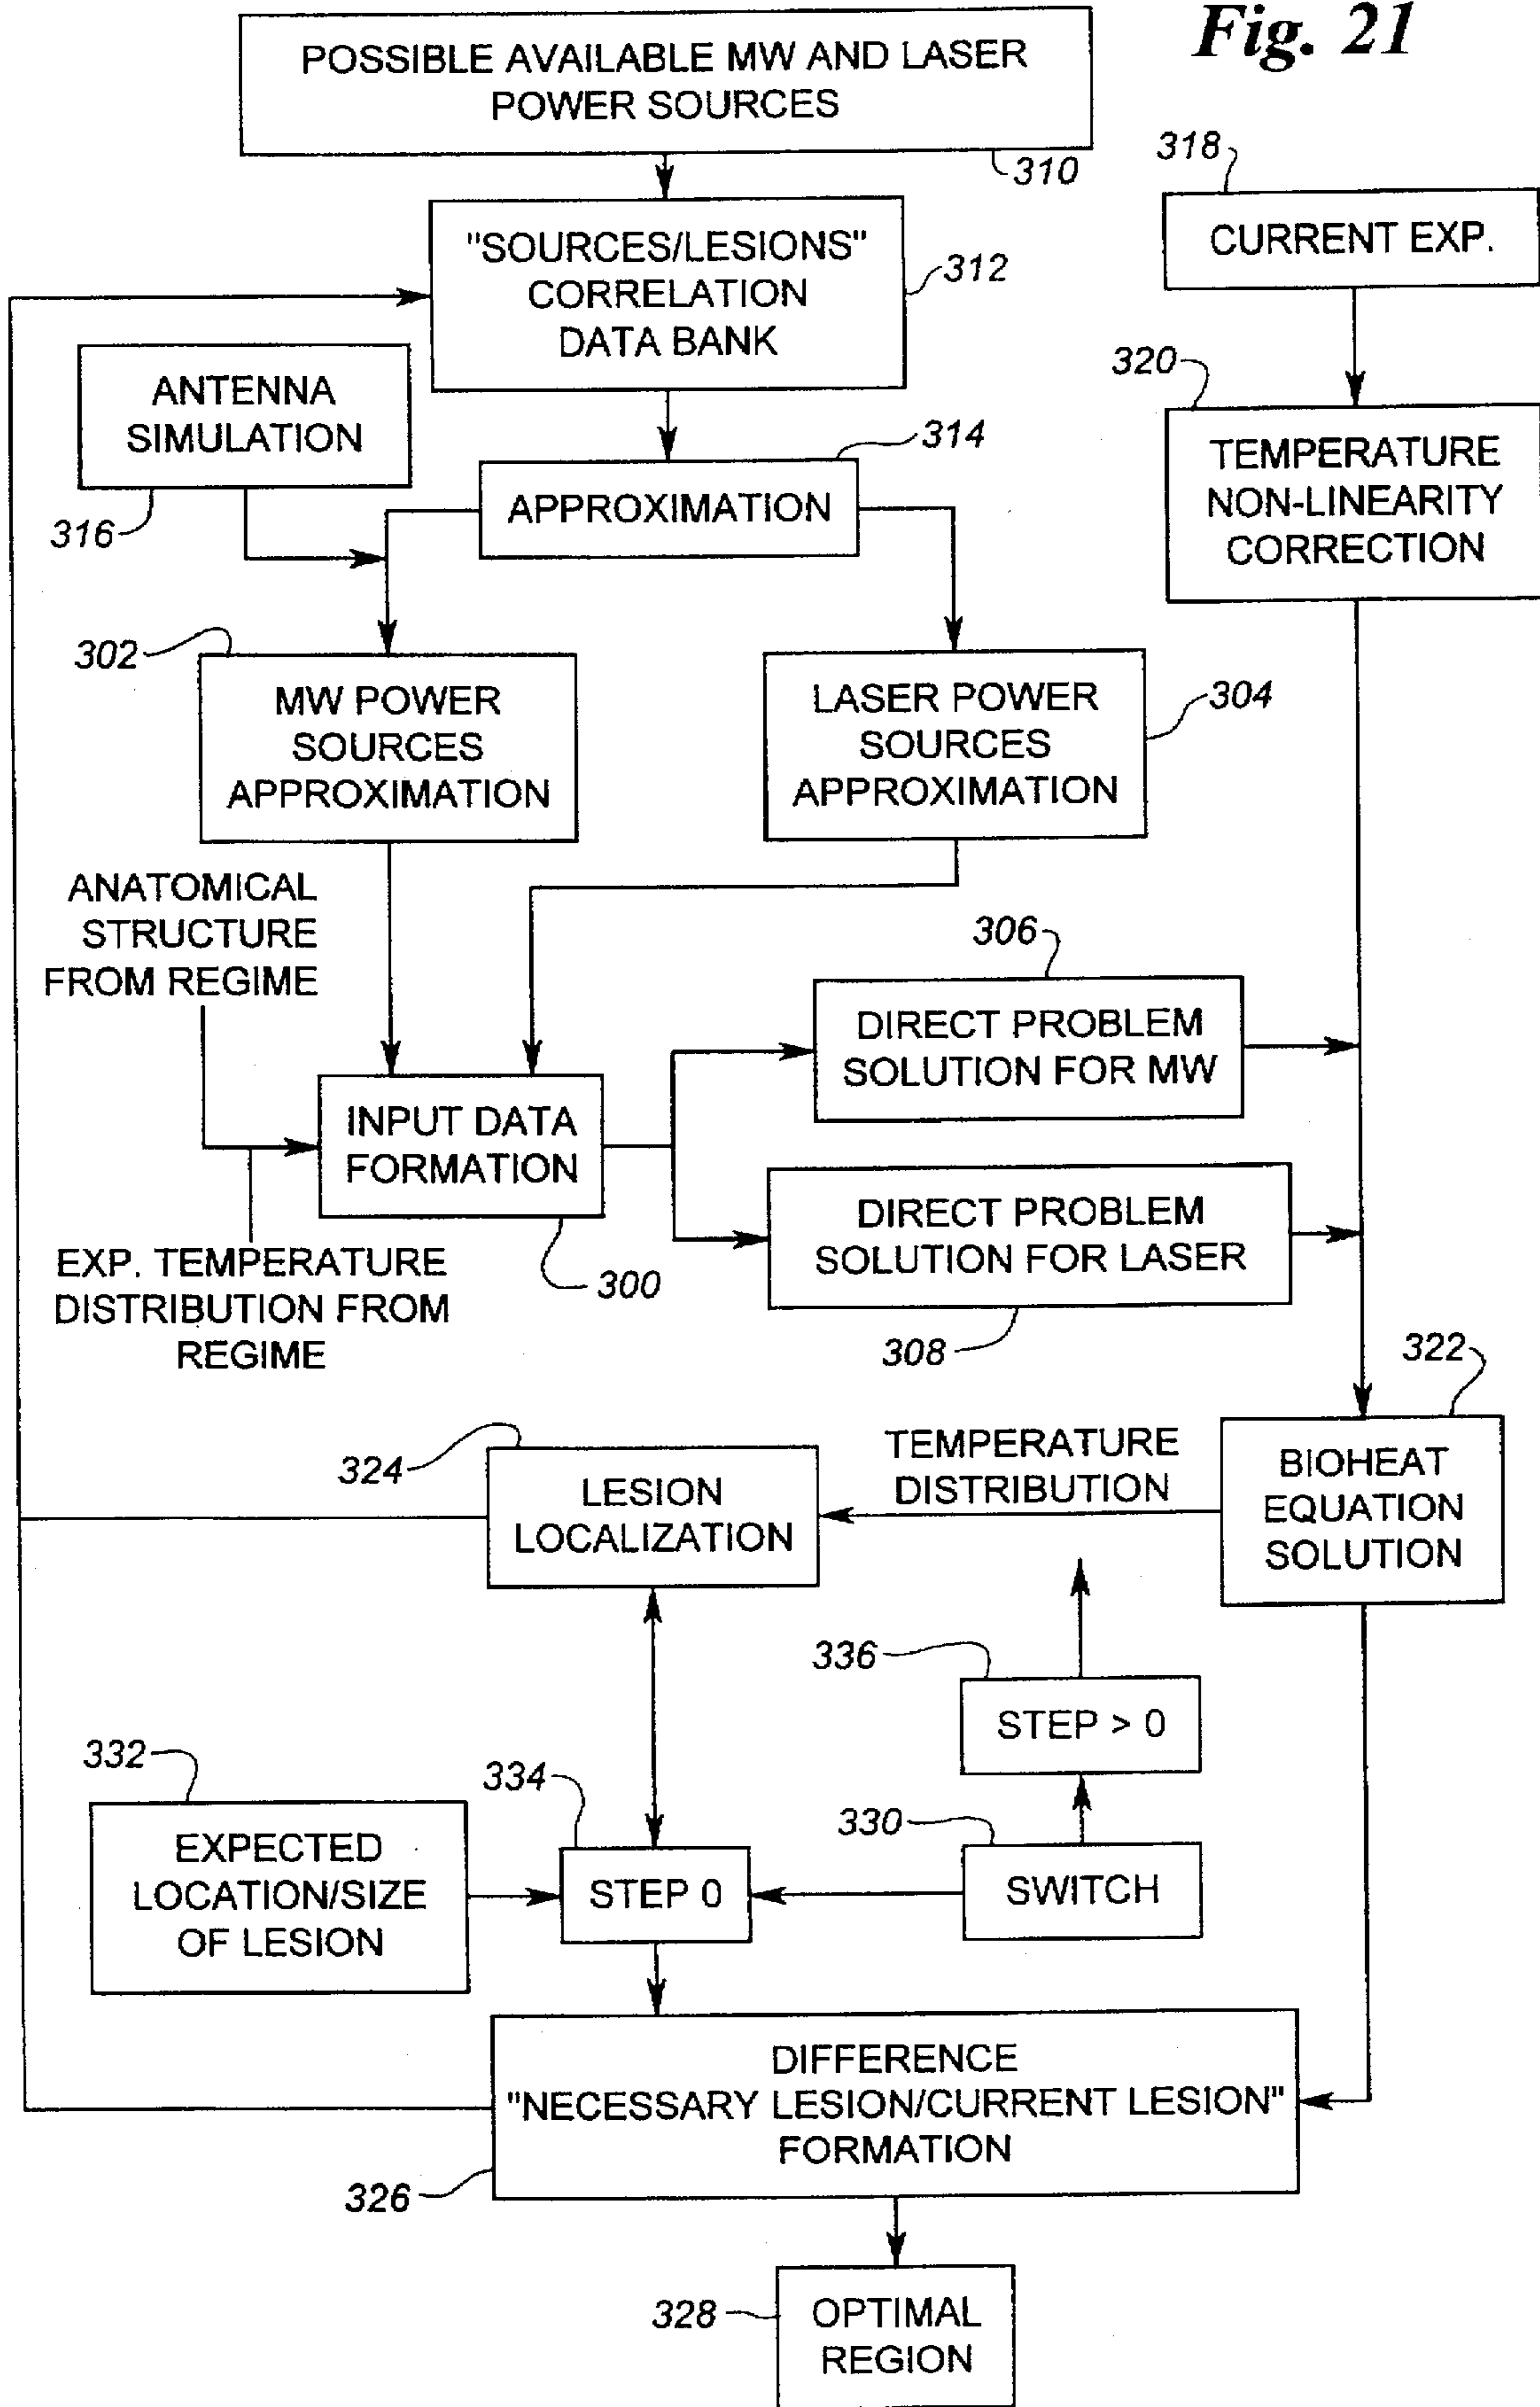 Fig. 21
POSSIBLE AVAILABLE MW AND LASER
POWER SOURCES
310
318
"SOURCES/LESIONS"
CORRELATION
DATA BANK
312
CURRENT EXP.
ANTENNA
SIMULATION
316
314
APPROXIMATION
320
TEMPERATURE
NON-LINEARITY
CORRECTION
302
MW POWER
SOURCES
APPROXIMATION
LASER POWER
SOURCES
APPROXIMATION
304
ANATOMICAL
STRUCTURE
FROM REGIME
306
DIRECT PROBLEM
SOLUTION FOR MW
INPUT DATA
FORMATION
300
DIRECT PROBLEM
SOLUTION FOR LASER
308
EXP. TEMPERATURE
DISTRIBUTION FROM
REGIME
322
324
LESION
LOCALIZATION
TEMPERATURE
DISTRIBUTION
BIOHEAT
EQUATION
SOLUTION
336
STEP > 0
332
EXPECTED
LOCATION/SIZE
OF LESION
334
STEP 0
330
SWITCH
DIFFERENCE
"NECESSARY LESION/CURRENT LESION"
FORMATION
326
328
OPTIMAL
REGION